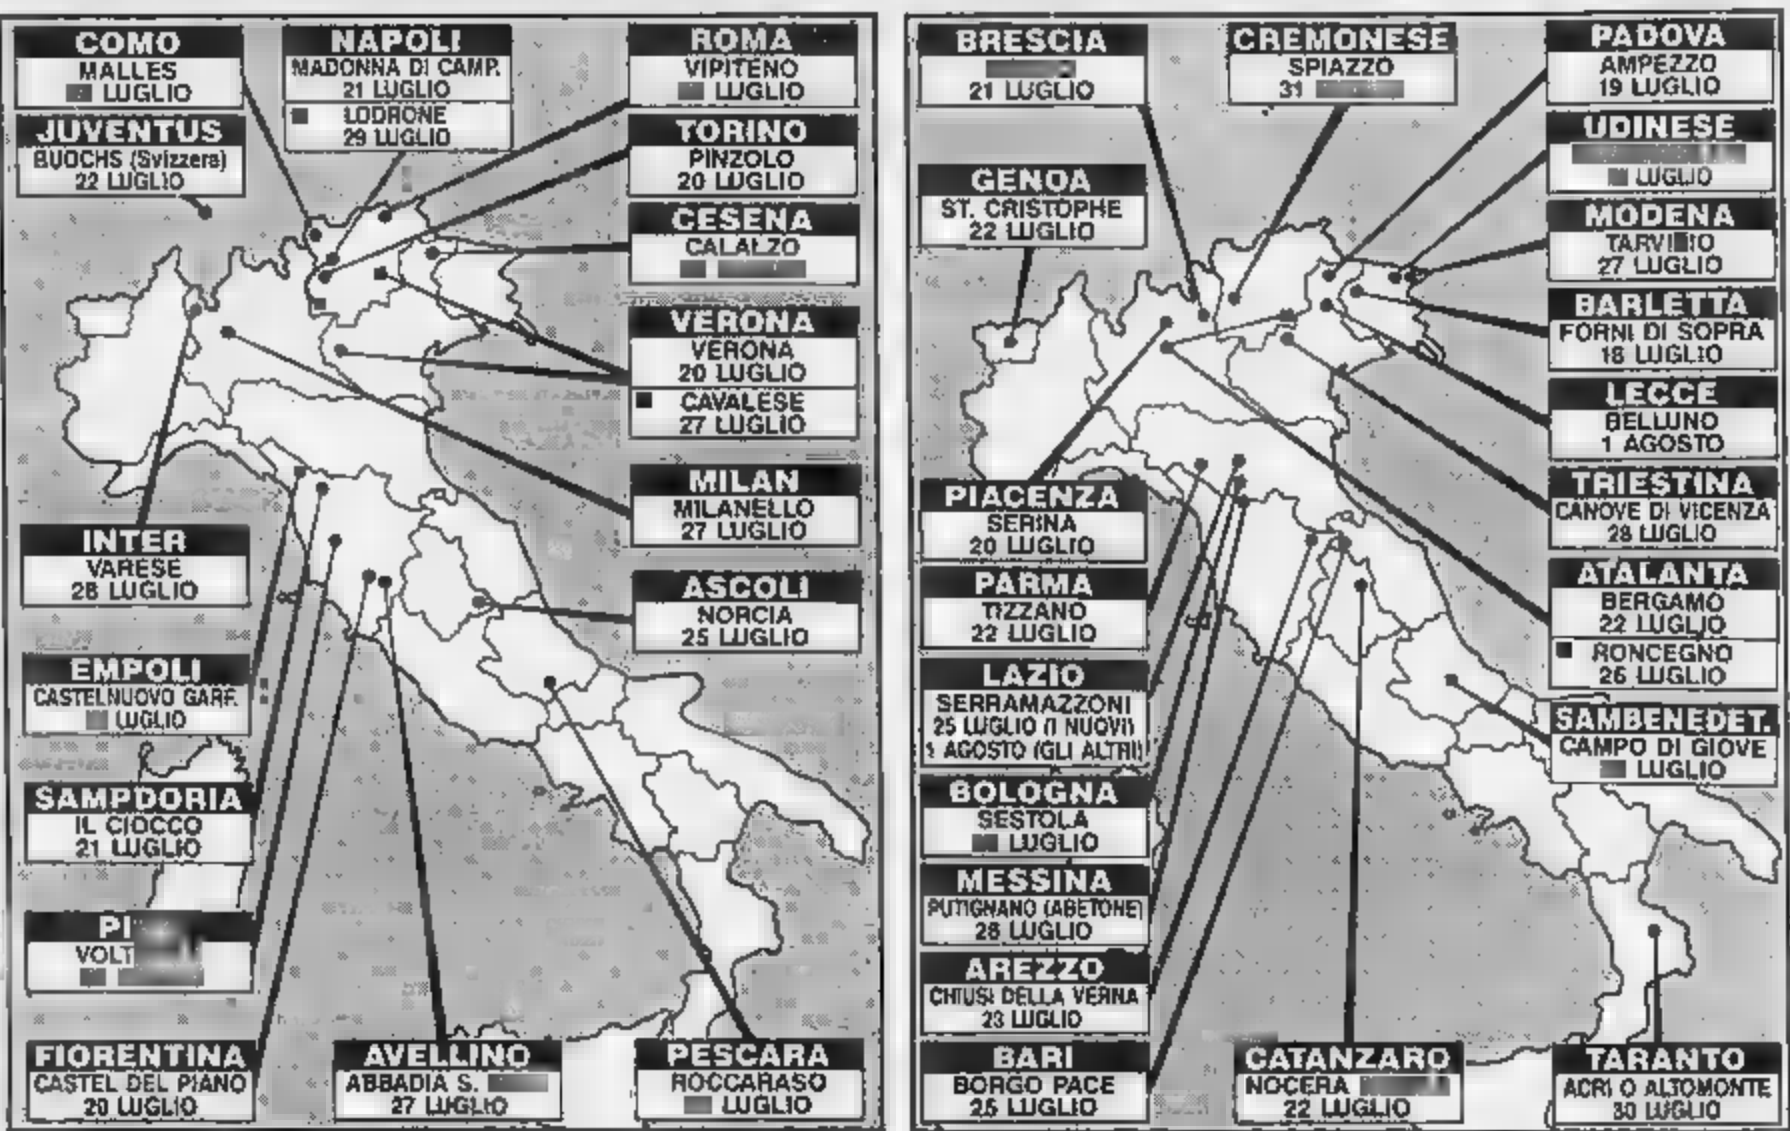 COMO
MALLES
LUGLIO
NAPOLI
MADONNA DI CAMP.
21 LUGLIO
LODRONE
29 LUGLIO
ROMA
VIPITENO
LUGLIO
JUVENTUS
BUOCHS (Svizzera)
22 LUGLIO
TORINO
PINZOLO
20 LUGLIO
CESENA
CALALZO
VERONA
VERONA
20 LUGLIO
CAVALESE
27 LUGLIO
MILAN
MILANELLO
27 LUGLIO
INTER
VARESE
28 LUGLIO
ASCOLI
NORCIA
25 LUGLIO
EMPOLI
CASTELNUOVO GARF.
LUGLIO
SAMPDORIA
IL CIOCCO
21 LUGLIO
FIORENTINA
CASTEL DEL PIANO
20 LUGLIO
AVELLINO
ABBADIA S.
27 LUGLIO
PESCARA
ROCCARASO
LUGLIO
BRESCIA
21 LUGLIO
CREMONESE
SPIAZZO
31
PADOVA
AMPEZZO
19 LUGLIO
UDINESE
LUGLIO
GENOA
ST. CRISTOPHE
22 LUGLIO
MODENA
27 LUGLIO
BARLETTA
FORNI DI SOPRA
18 LUGLIO
LECCE
BELLUNO
1 AGOSTO
TRIESTINA
CANOVE DI VICENZA
28 LUGLIO
PIACENZA
SERINA
20 LUGLIO
PARMA
TIZZANO
22 LUGLIO
ATALANTA
BERGAMO
22 LUGLIO
RONCEGNO
26 LUGLIO
LAZIO
SERRAMAZZONI
25 LUGLIO (I NUOVI)
1 AGOSTO (GLI ALTRI)
SAMBENEDET.
CAMPO DI GIOVE
LUGLIO
BOLOGNA
SESTOLA
LUGLIO
MESSINA
PUTIGNANO (ABETONE)
28 LUGLIO
AREZZO
CHIUSI DELLA VERNA
23 LUGLIO
BARI
BORGO PACE
25 LUGLIO
CATANZARO
NOCERA
22 LUGLIO
TARANTO
ACRI O ALTOMONTE
30 LUGLIO